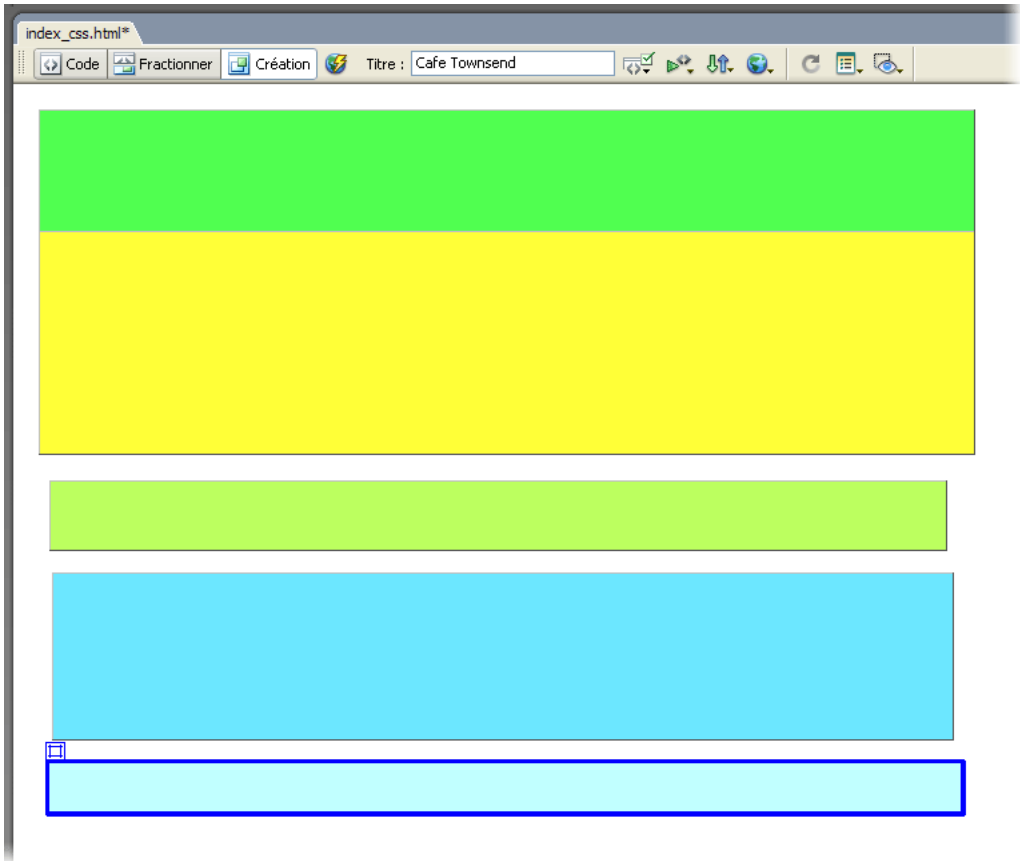 index_css.html*
Code Fractionner Création Titre : Cafe Townsend